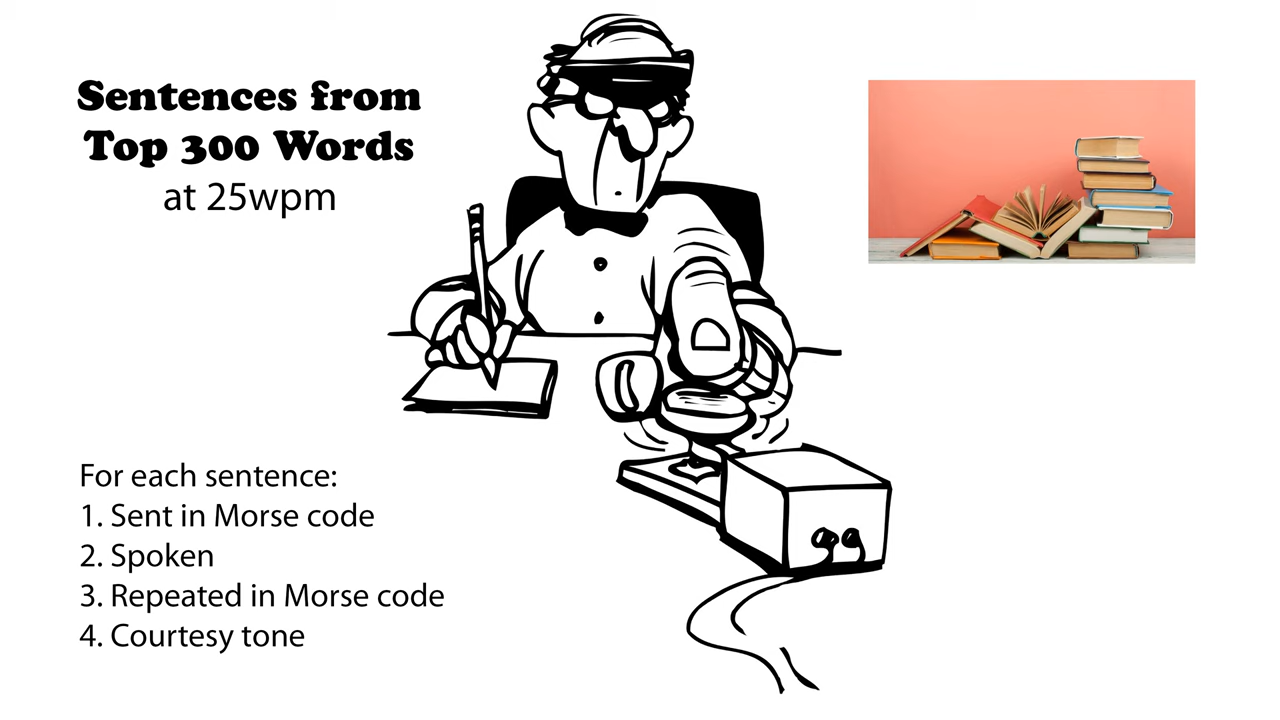 Sentences from
Top 300 Words
at 25wpm
For each sentence:
1. Sent in Morse code
2. Spoken
3. Repeated in Morse code
4. Courtesy tone